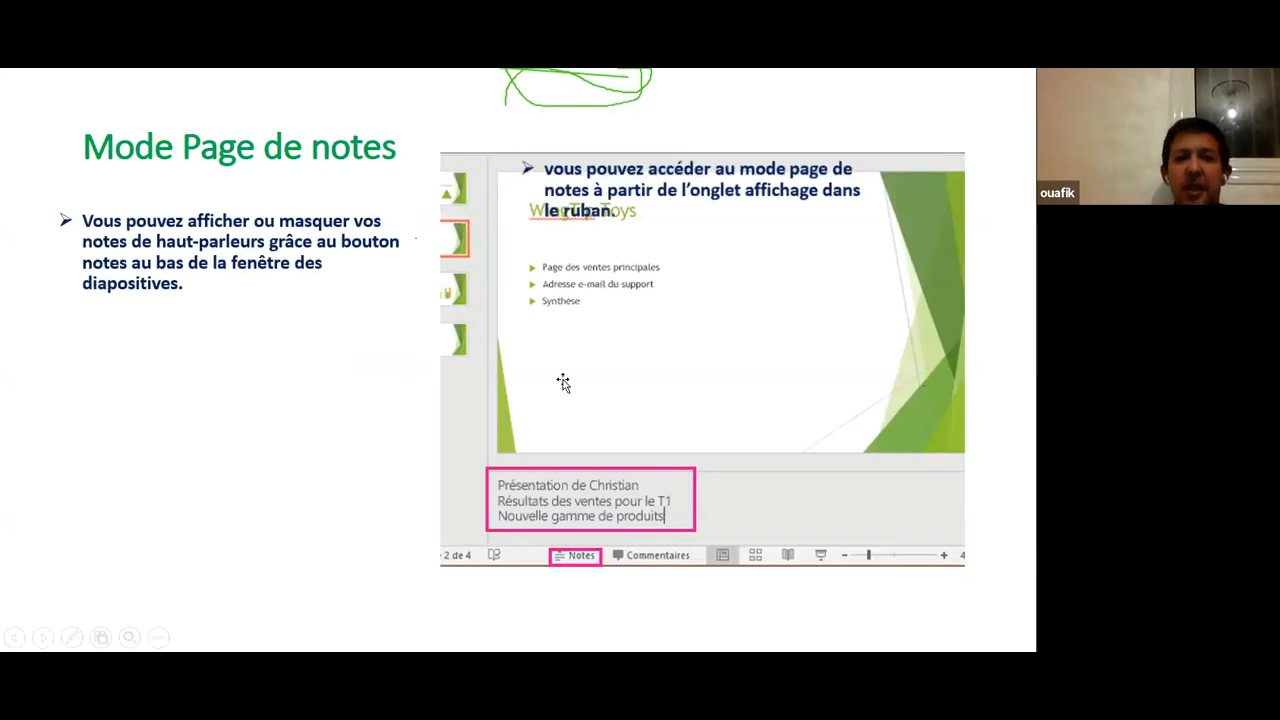 Mode Page de notes
Vous pouvez afficher ou masquer vos
notes de haut-parleurs grâce au bouton
notes au bas de la fenêtre des
diapositives.
vous pouvez accéder au mode page de
notes à partir de l'onglet affichage dans
le ruban.
Toys
Page des ventes principales
Adresse e-mail du support
Synthèse
Présentation de Christian
Résultats des ventes pour le T1
Nouvelle gamme de produits
2 de 4
Notes
Commentaires
4
ouafik